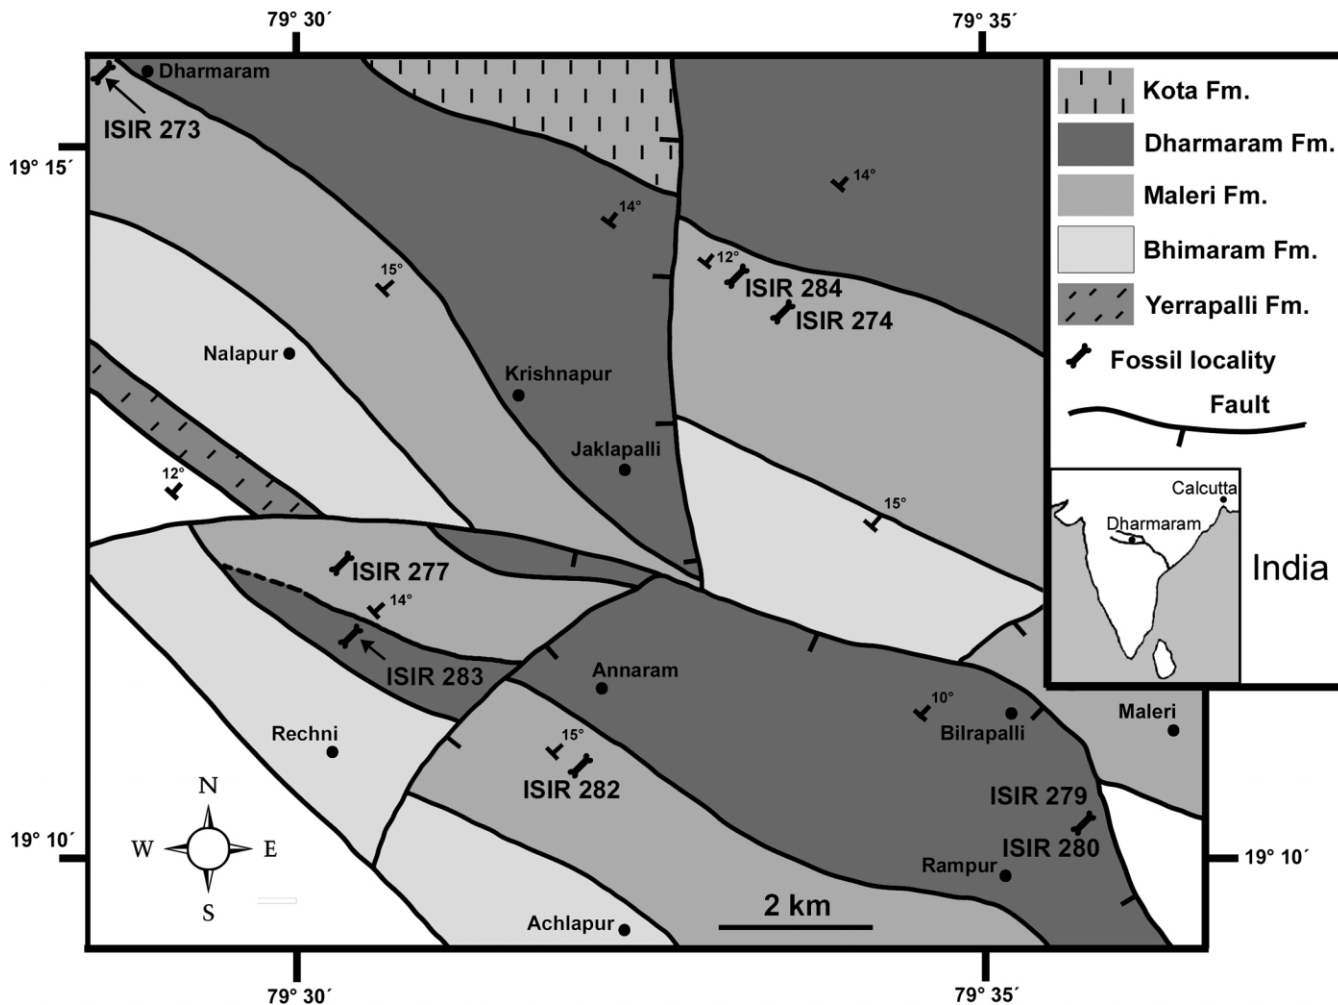 79° 30´
79° 35´
Dharmaram
ISIR 273
19° 15´
14°
14°
12°
ISIR 284
ISIR 274
15°
Nalapur
Krishnapur
Jaklapalli
12°
15°
ISIR 277
14°
ISIR 283
Annaram
10°
Bilrapalli
Maleri
Rechni
15°
ISIR 282
ISIR 279
ISIR 280
Rampur
Achlapur
2 km
N
W
E
S
19° 10´
19° 10´
79° 30´
79° 35´
Kota Fm.
Dharmaram Fm.
Maleri Fm.
Bhimaram Fm.
Yerrapalli Fm.
Fossil locality
Fault
Calcutta
Dharmaram
India